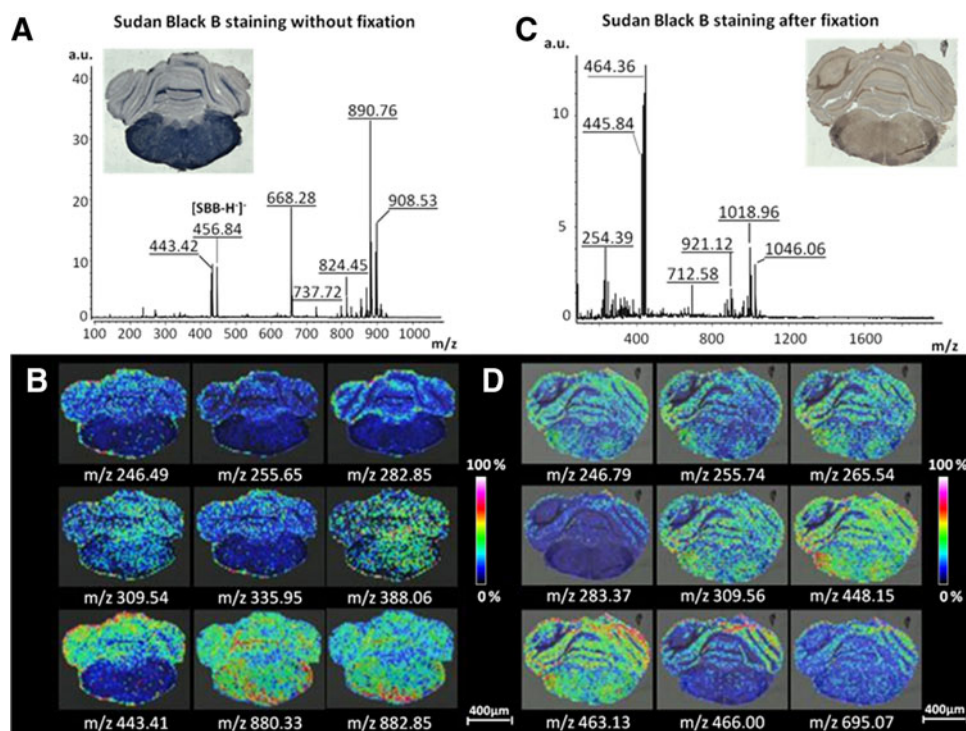 Sudan Black B staining without fixation
Sudan Black B staining after fixation
A
a.u.
40
30
20
10
0
100 200 300 400 500 600 700 800 900 1000
m/z
443.42
[SBB-H⁺]⁻
456.84
668.28
737.72
824.45
890.76
908.53
C
a.u.
10
5
0
400 800 1200 1600
m/z
464.36
445.84
254.39
712.58
921.12
1018.96
1046.06
B
m/z 246.49 m/z 255.65 m/z 282.85
m/z 309.54 m/z 335.95 m/z 388.06
m/z 443.41 m/z 880.33 m/z 882.85
100 %
0 %
400µm
D
m/z 246.79 m/z 255.74 m/z 265.54
m/z 283.37 m/z 309.56 m/z 448.15
m/z 463.13 m/z 466.00 m/z 695.07
100 %
0 %
400µm